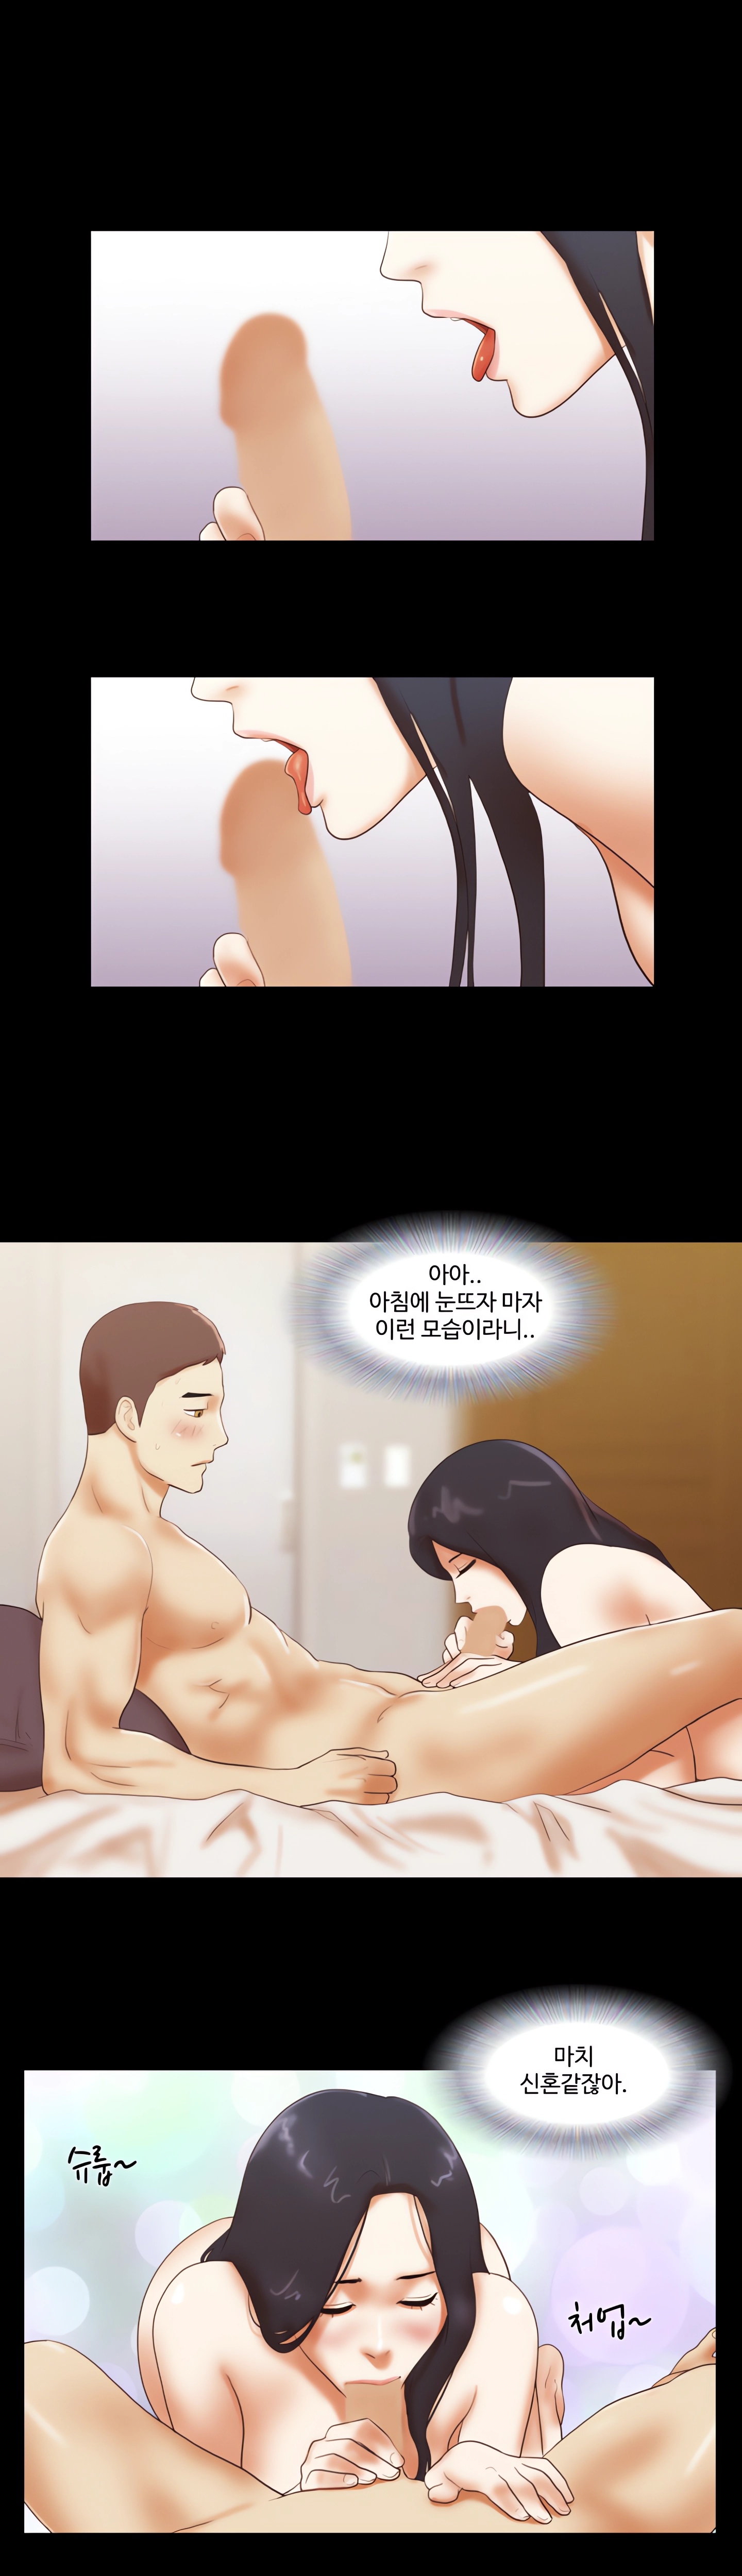 아아..
아침에 눈뜨자 마자
이런 모습이라니..
마치
신혼같잖아.
슈룹~
처업~